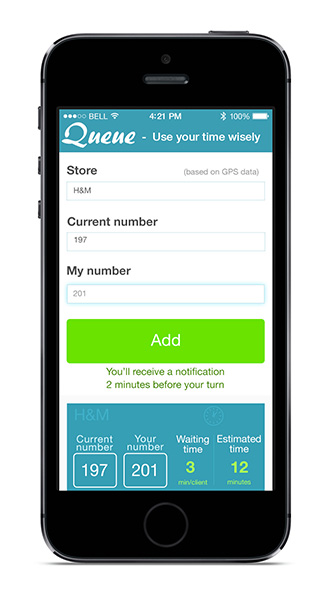 BELL 4:21 PM 100%
Queue - Use your time wisely
Store (based on GPS data)
H&M
Current number
197
My number
201
Add
You'll receive a notification
2 minutes before your turn
H&M
Current number
Your number
Waiting time
Estimated time
197
201
3
12
min/client
minutes